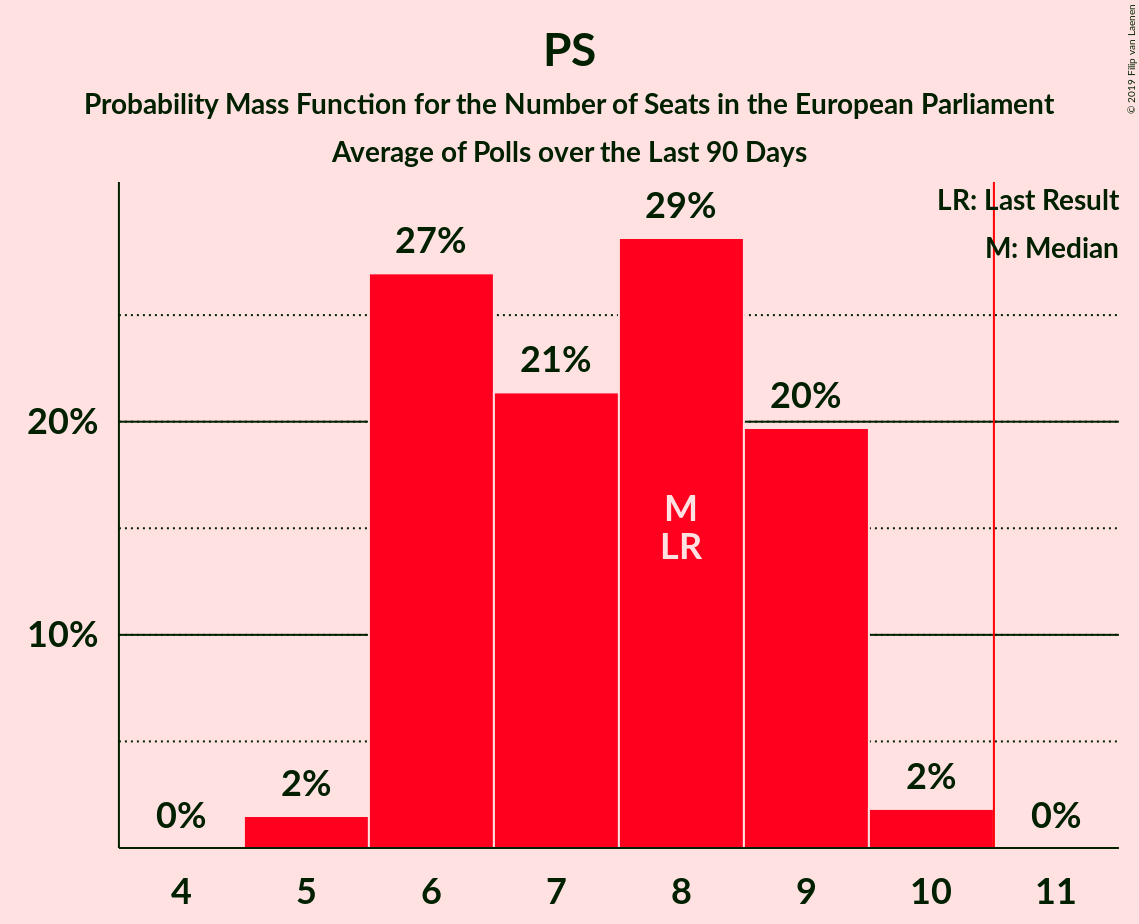 PS
Probability Mass Function for the Number of Seats in the European Parliament
Average of Polls over the Last 90 Days
© 2019 Filip van Laenen
LR: Last Result
M: Median
29%
27%
21%
20%
20%
M
LR
10%
2%
2%
0%
0%
4 5 6 7 8 9 10 11